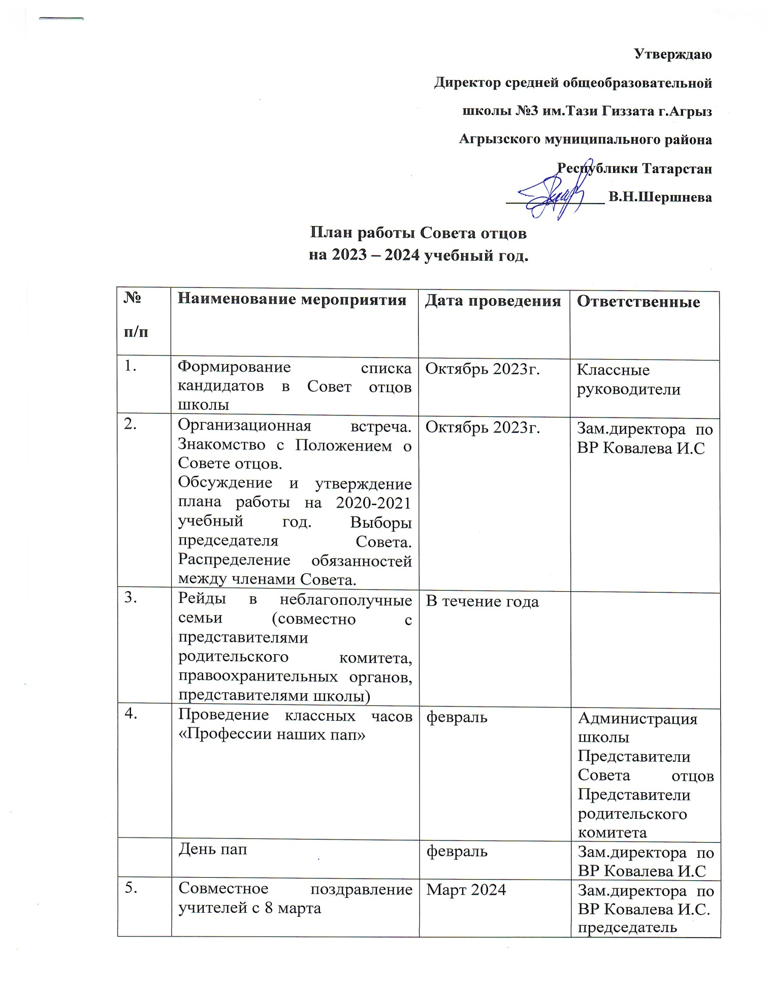 Утверждаю
Директор средней общеобразовательной
школы №3 им.Тази Гиззата г.Агрыз
Агрызского муниципального района
Республики Татарстан
В.Н.Шершнева
План работы Совета отцов
на 2023 – 2024 учебный год.
№
п/п
Наименование мероприятия
Дата проведения
Ответственные
1.
Формирование списка
кандидатов в Совет отцов
школы
Октябрь 2023г.
Классные
руководители
2.
Организационная встреча.
Знакомство с Положением о
Совете отцов.
Обсуждение и утверждение
плана работы на 2020-2021
учебный год. Выборы
председателя Совета.
Распределение обязанностей
между членами Совета.
Октябрь 2023г.
Зам.директора по
ВР Ковалева И.С
3.
Рейды в неблагополучные
семьи (совместно с
представителями
родительского комитета,
правоохранительных органов,
представителями школы)
В течение года
4.
Проведение классных часов
«Профессии наших пап»
февраль
Администрация
школы
Представители
Совета отцов
Представители
родительского
комитета
День пап
февраль
Зам.директора по
ВР Ковалева И.С
5.
Совместное поздравление
учителей с 8 марта
Март 2024
Зам.директора по
ВР Ковалева И.С.
председатель